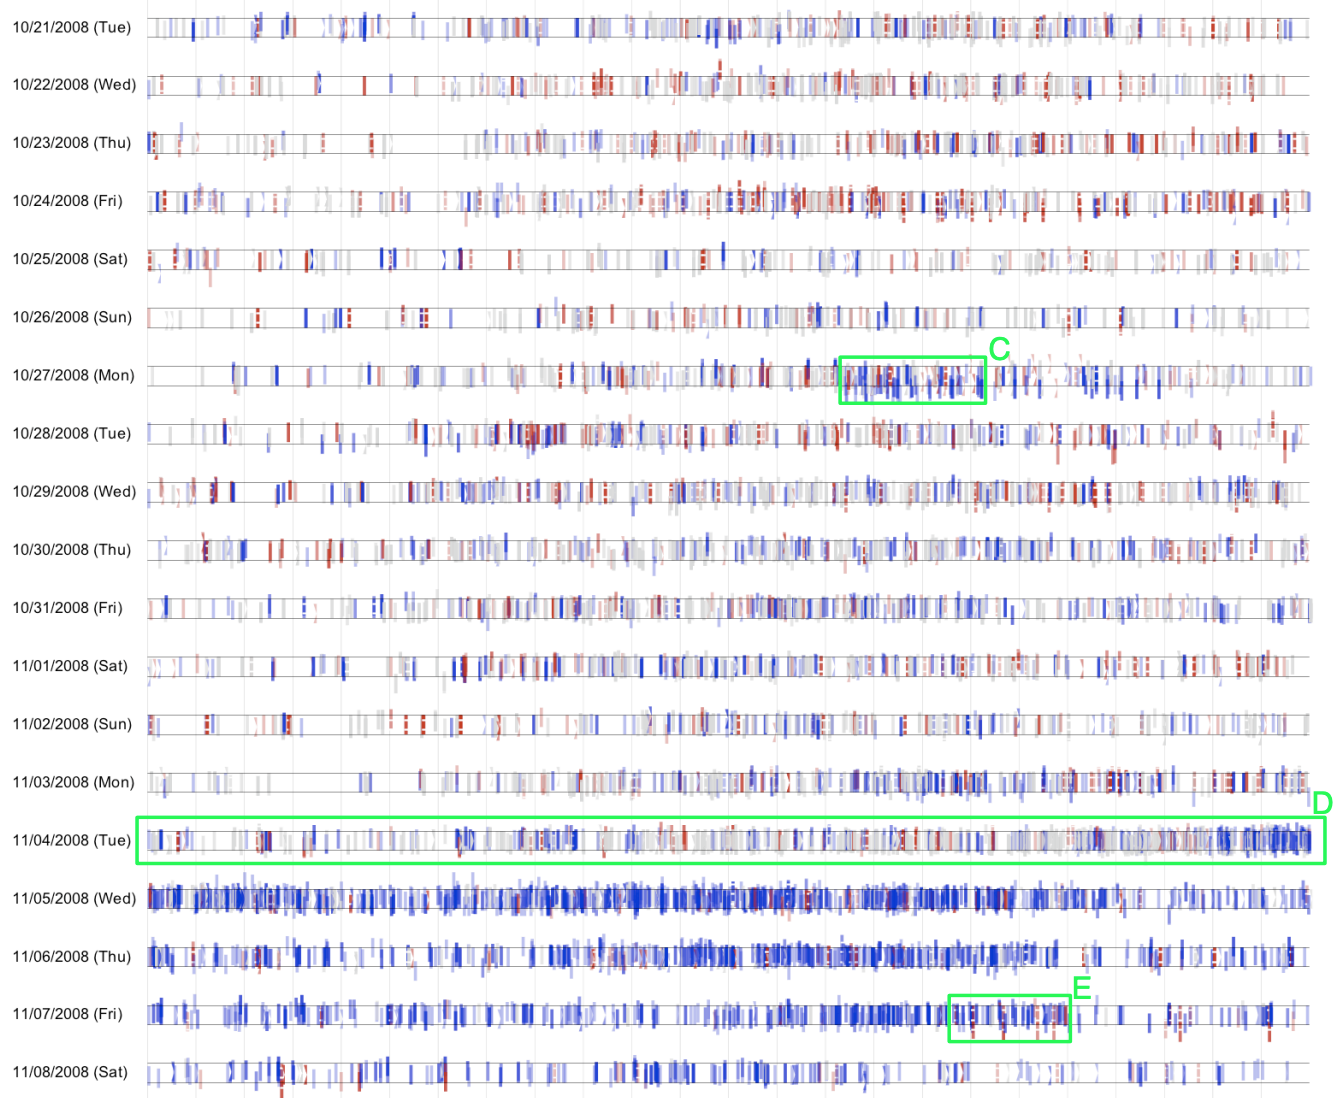 10/21/2008 (Tue)
10/22/2008 (Wed)
10/23/2008 (Thu)
10/24/2008 (Fri)
10/25/2008 (Sat)
10/26/2008 (Sun)
C
10/27/2008 (Mon)
10/28/2008 (Tue)
10/29/2008 (Wed)
10/30/2008 (Thu)
10/31/2008 (Fri)
11/01/2008 (Sat)
11/02/2008 (Sun)
11/03/2008 (Mon)
D
11/04/2008 (Tue)
11/05/2008 (Wed)
11/06/2008 (Thu)
E
11/07/2008 (Fri)
11/08/2008 (Sat)